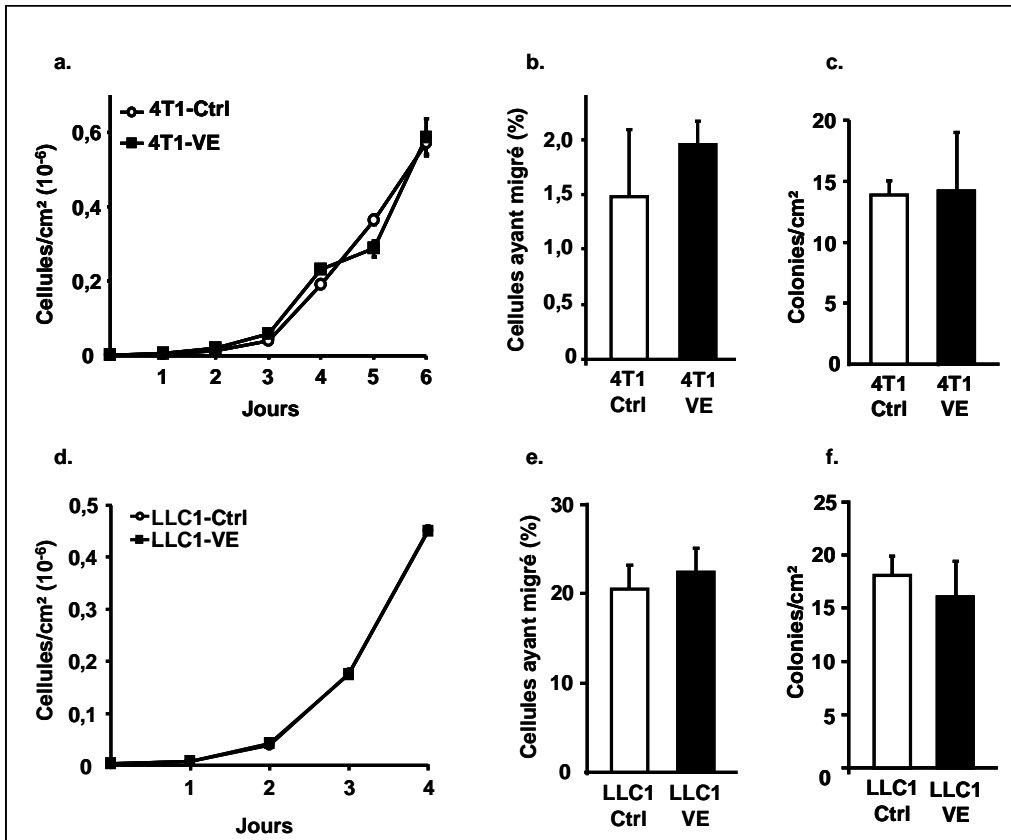 a.
4T1-Ctrl
4T1-VE
Cellules/cm² (10⁻⁶)
0,6
0,4
0,2
0
1 2 3 4 5 6
Jours
b.
Cellules ayant migré (%)
2,0
1,5
1,0
0,5
0
4T1 4T1
Ctrl VE
c.
Colonies/cm²
20
15
10
5
0
4T1 4T1
Ctrl VE
d.
LLC1-Ctrl
LLC1-VE
Cellules/cm² (10⁻⁶)
0,5
0,4
0,3
0,2
0,1
0
1 2 3 4
Jours
e.
Cellules ayant migré (%)
30
20
10
0
LLC1 LLC1
Ctrl VE
f.
Colonies/cm²
25
20
15
10
5
0
LLC1 LLC1
Ctrl VE